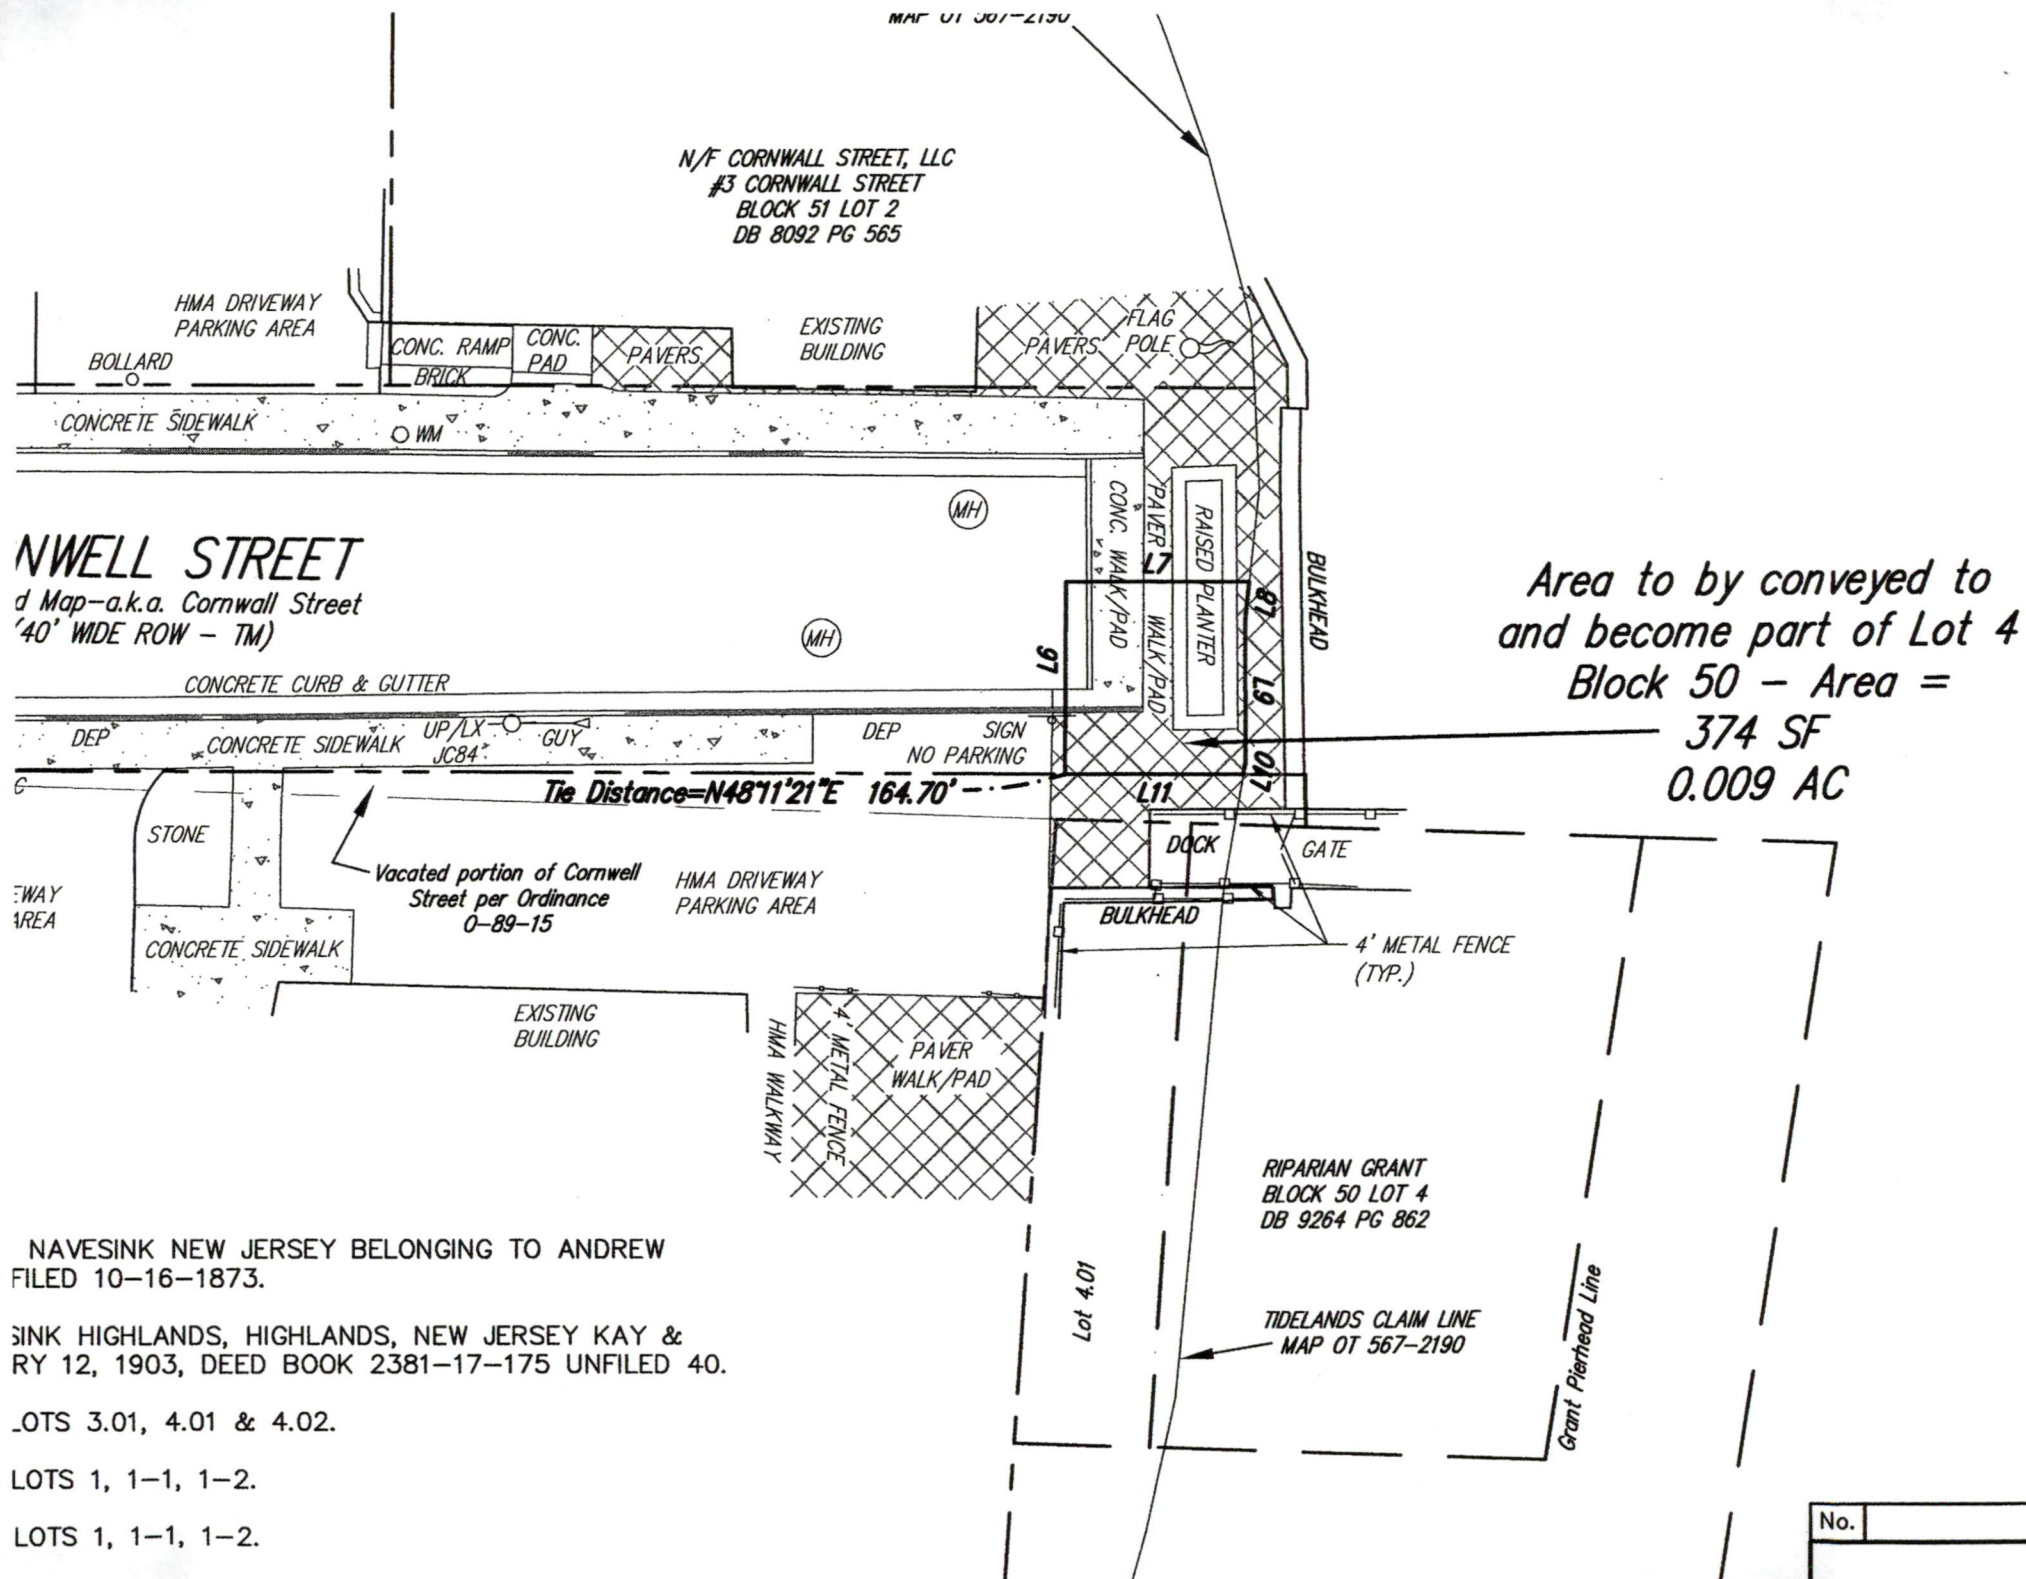 MAP OT 567-2190
N/F CORNWALL STREET, LLC
#3 CORNWALL STREET
BLOCK 51 LOT 2
DB 8092 PG 565
HMA DRIVEWAY
PARKING AREA
BOLLARD
CONC. RAMP
BRICK
CONC.
PAD
PAVERS
EXISTING
BUILDING
PAVERS
FLAG
POLE
CONCRETE SIDEWALK
WM
MH
CONC. WALK/PAD
PAVER WALK/PAD
RAISED PLANTER
BULKHEAD
L7
L8
L6
L9
L10
L11
NWELL STREET
d Map-a.k.a. Cornwall Street
'40' WIDE ROW - TM)
MH
CONCRETE CURB & GUTTER
Area to by conveyed to
and become part of Lot 4
Block 50 - Area =
374 SF
0.009 AC
DEP
CONCRETE SIDEWALK
UP/LX
JC84
GUY
DEP
SIGN
NO PARKING
C
Tie Distance=N48°11'21"E 164.70'
STONE
Vacated portion of Cornwell
Street per Ordinance
O-89-15
HMA DRIVEWAY
PARKING AREA
DOCK
GATE
BULKHEAD
4' METAL FENCE
(TYP.)
EWAY
AREA
CONCRETE SIDEWALK
EXISTING
BUILDING
HMA WALKWAY
4' METAL FENCE
PAVER
WALK/PAD
RIPARIAN GRANT
BLOCK 50 LOT 4
DB 9264 PG 862
Lot 4.01
TIDELANDS CLAIM LINE
MAP OT 567-2190
Grant Pierhead Line
NAVESINK NEW JERSEY BELONGING TO ANDREW
FILED 10-16-1873.
SINK HIGHLANDS, HIGHLANDS, NEW JERSEY KAY &
RY 12, 1903, DEED BOOK 2381-17-175 UNFILED 40.
LOTS 3.01, 4.01 & 4.02.
LOTS 1, 1-1, 1-2.
LOTS 1, 1-1, 1-2.
No.